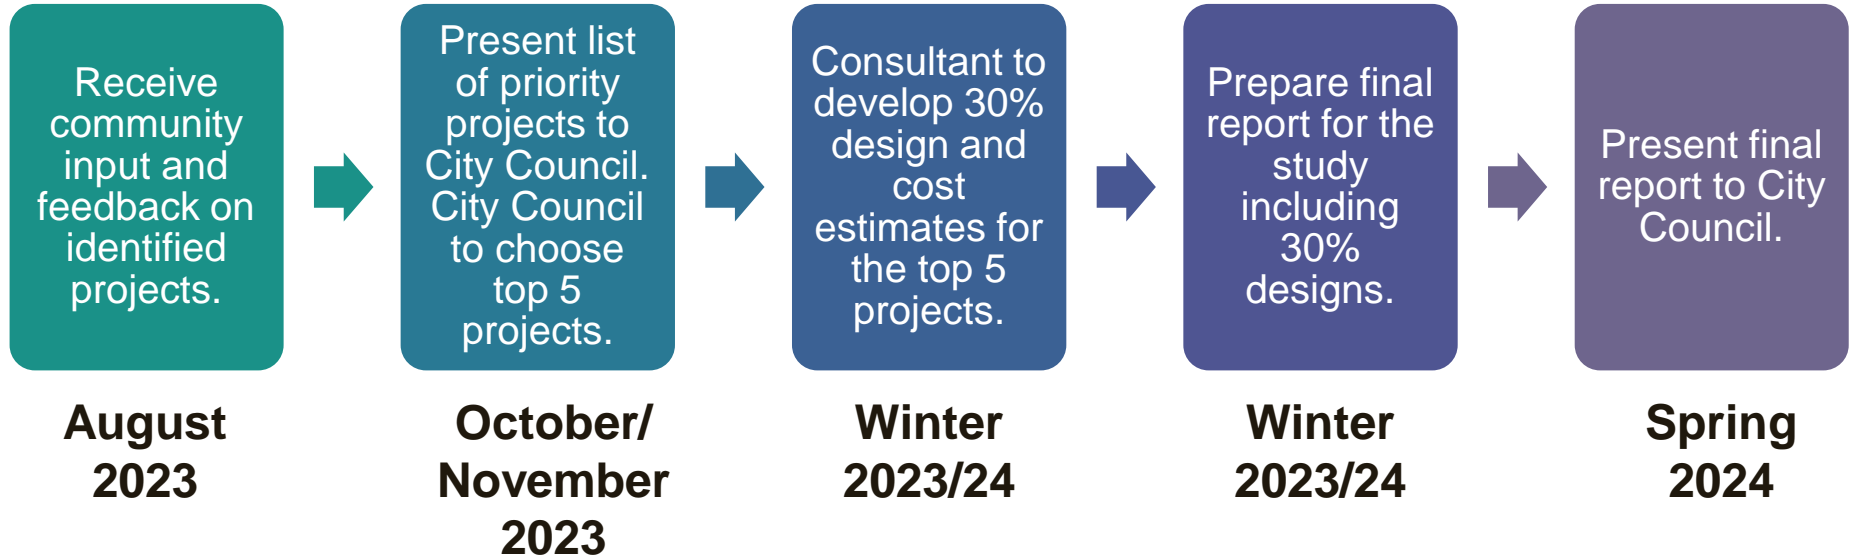 Receive
community
input and
feedback on
identified
projects.
August
2023
Present list
of priority
projects to
City Council.
City Council
to choose
top 5
projects.
October/
November
2023
Consultant to
develop 30%
design and
cost
estimates for
the top 5
projects.
Winter
2023/24
Prepare final
report for the
study
including
30%
designs.
Winter
2023/24
Present final
report to City
Council.
Spring
2024